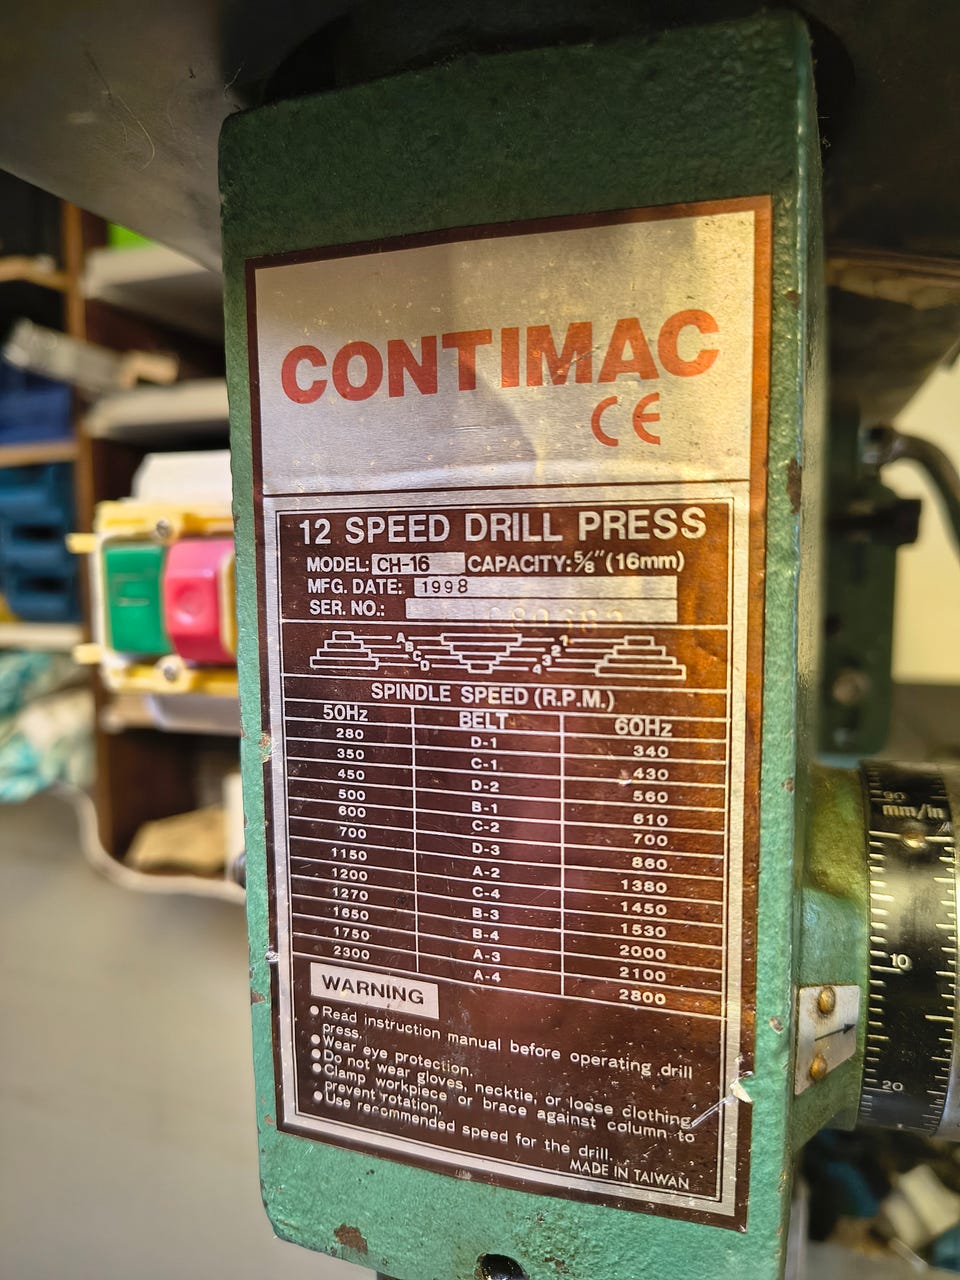 CONTIMAC
CE
12 SPEED DRILL PRESS
MODEL: CH-16 CAPACITY: 5/8" (16mm)
MFG. DATE: 1998
SER. NO.:
A B C D 1 2 3 4
SPINDLE SPEED (R.P.M.)
50Hz BELT 60Hz
280 D-1 340
350 C-1 430
450 D-2 560
500 B-1 610
600 C-2 700
700 D-3 860
1150 A-2 1380
1200 C-4 1450
1270 B-3 1530
1650 B-4 2000
1750 A-3 2100
2300 A-4 2800
WARNING
●Read instruction manual before operating drill
press.
●Wear eye protection.
●Do not wear gloves, necktie, or loose clothing.
●Clamp workpiece or brace against column to
prevent rotation.
●Use recommended speed for the drill.
MADE IN TAIWAN
mm/in
10
20